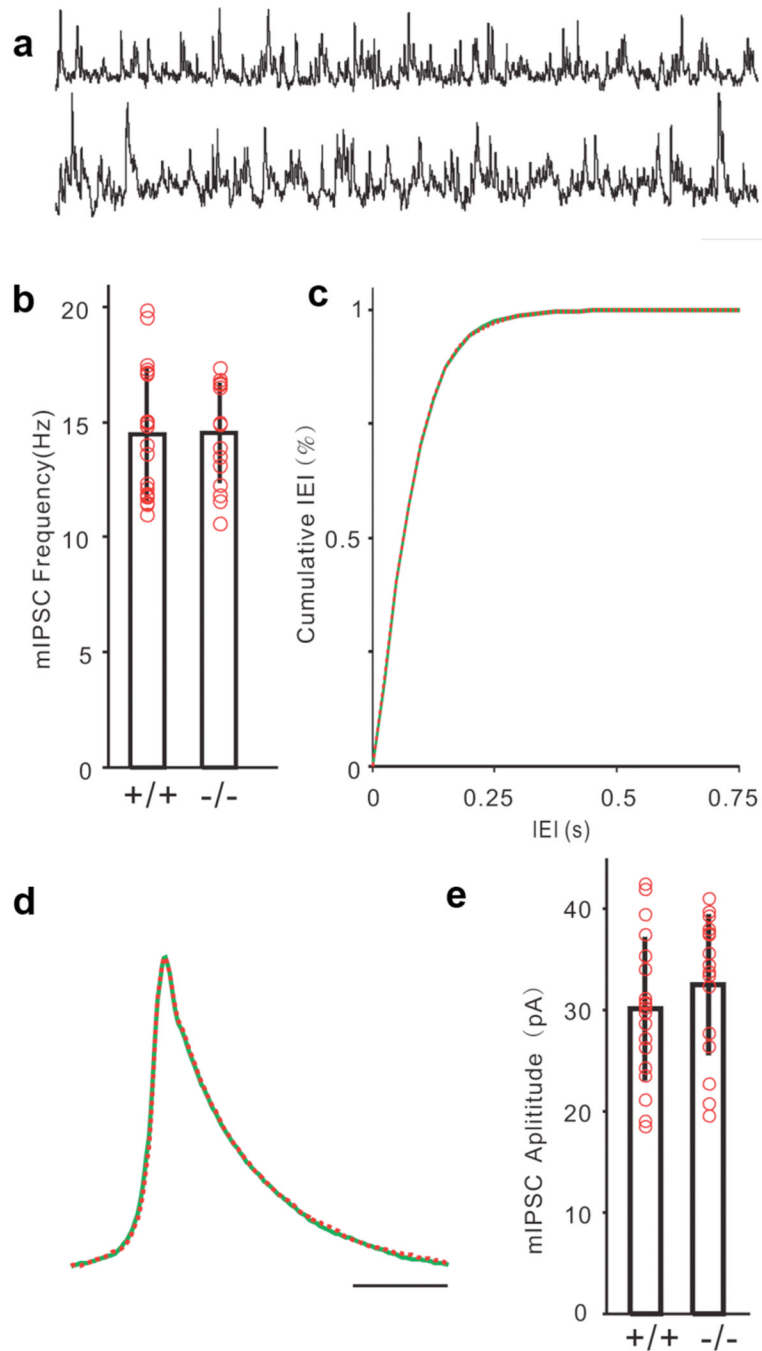 a
b
mIPSC Frequency(Hz)
20
15
10
5
0
+/+ -/-
c
Cumulative IEI (%)
1
0.5
0
0 0.25 0.5 0.75
IEI (s)
d
e
mIPSC Aplititude (pA)
40
30
20
10
0
+/+ -/-